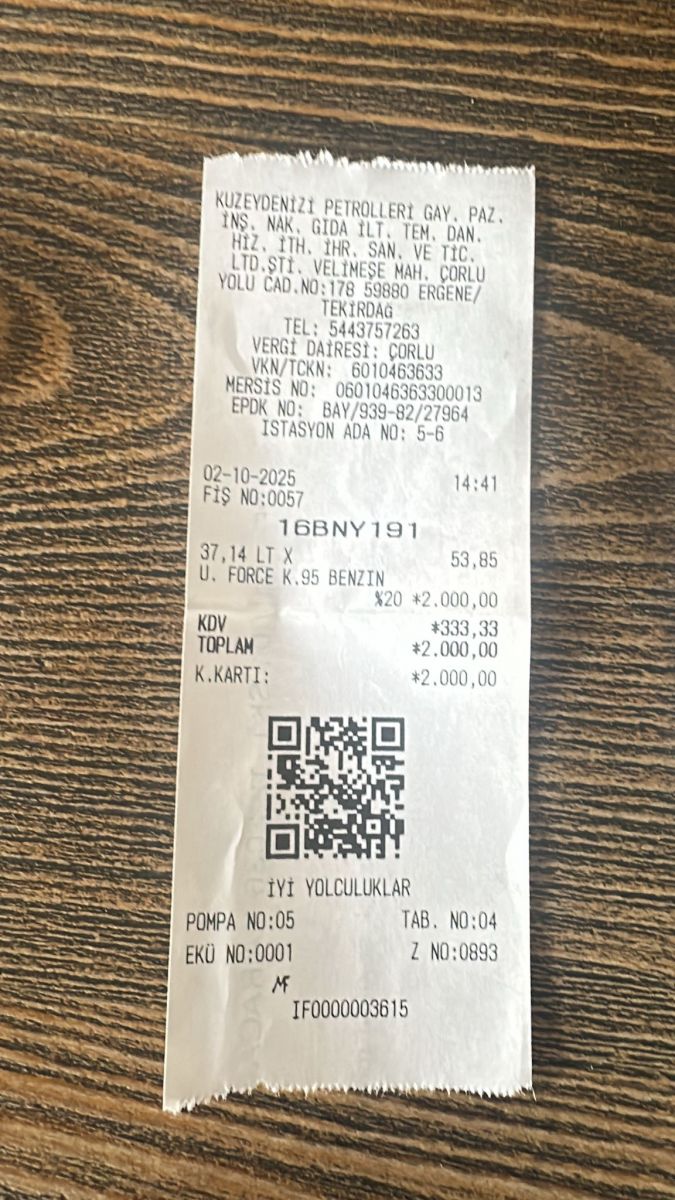 KUZEYDENİZİ PETROLLERİ GAY. PAZ.
İNŞ. NAK. GIDA İLT. TEM. DAN.
HİZ. İTH. İHR. SAN. VE TİC.
LTD.ŞTİ. VELİMEŞE MAH. ÇORLU
YOLU CAD.NO:178 59880 ERGENE/
TEKİRDAĞ
TEL: 5443757263
VERGİ DAİRESİ: ÇORLU
VKN/TCKN: 6010463633
MERSİS NO: 0601046363300013
EPDK NO: BAY/939-82/27964
İSTASYON ADA NO: 5-6
02-10-2025 14:41
FİŞ NO:0057
16BNY191
37,14 LT X 53,85
U. FORCE K.95 BENZIN
%20 *2.000,00
KDV *333,33
TOPLAM *2.000,00
K.KARTI: *2.000,00
İYİ YOLCULUKLAR
POMPA NO:05 TAB. NO:04
EKÜ NO:0001 Z NO:0893
MF
IF0000003615